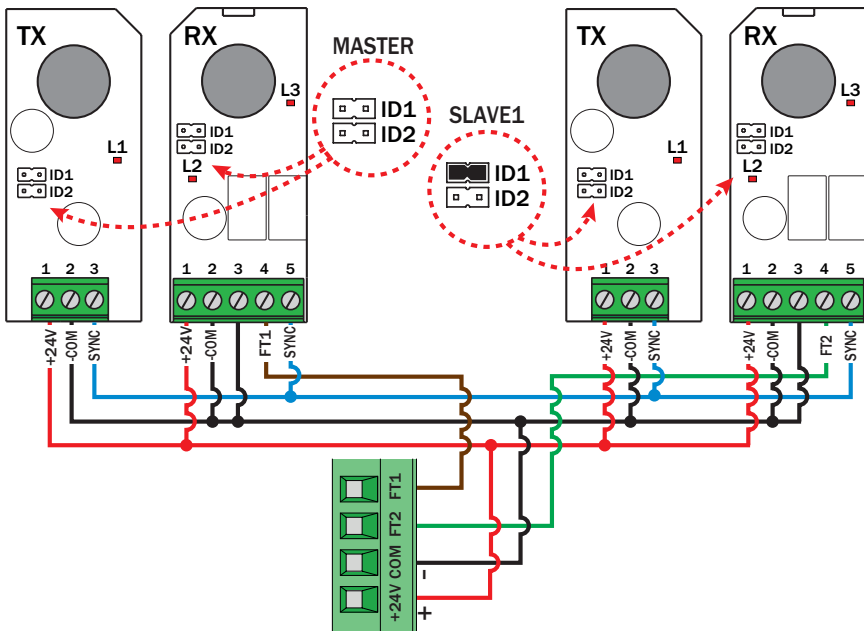 TX
RX
MASTER
TX
RX
L3
SLAVE1
L3
ID1
ID2
ID1
ID2
ID1
ID2
ID1
ID2
L1
L2
ID1
ID2
L1
L2
ID1
ID2
ID1
ID2
1 2 3
1 2 3 4 5
1 2 3
1 2 3 4 5
+24V -COM SYNC
+24V -COM FT1 SYNC
+24V -COM SYNC
+24V -COM FT2 SYNC
FT1
FT2
COM -
+24V +